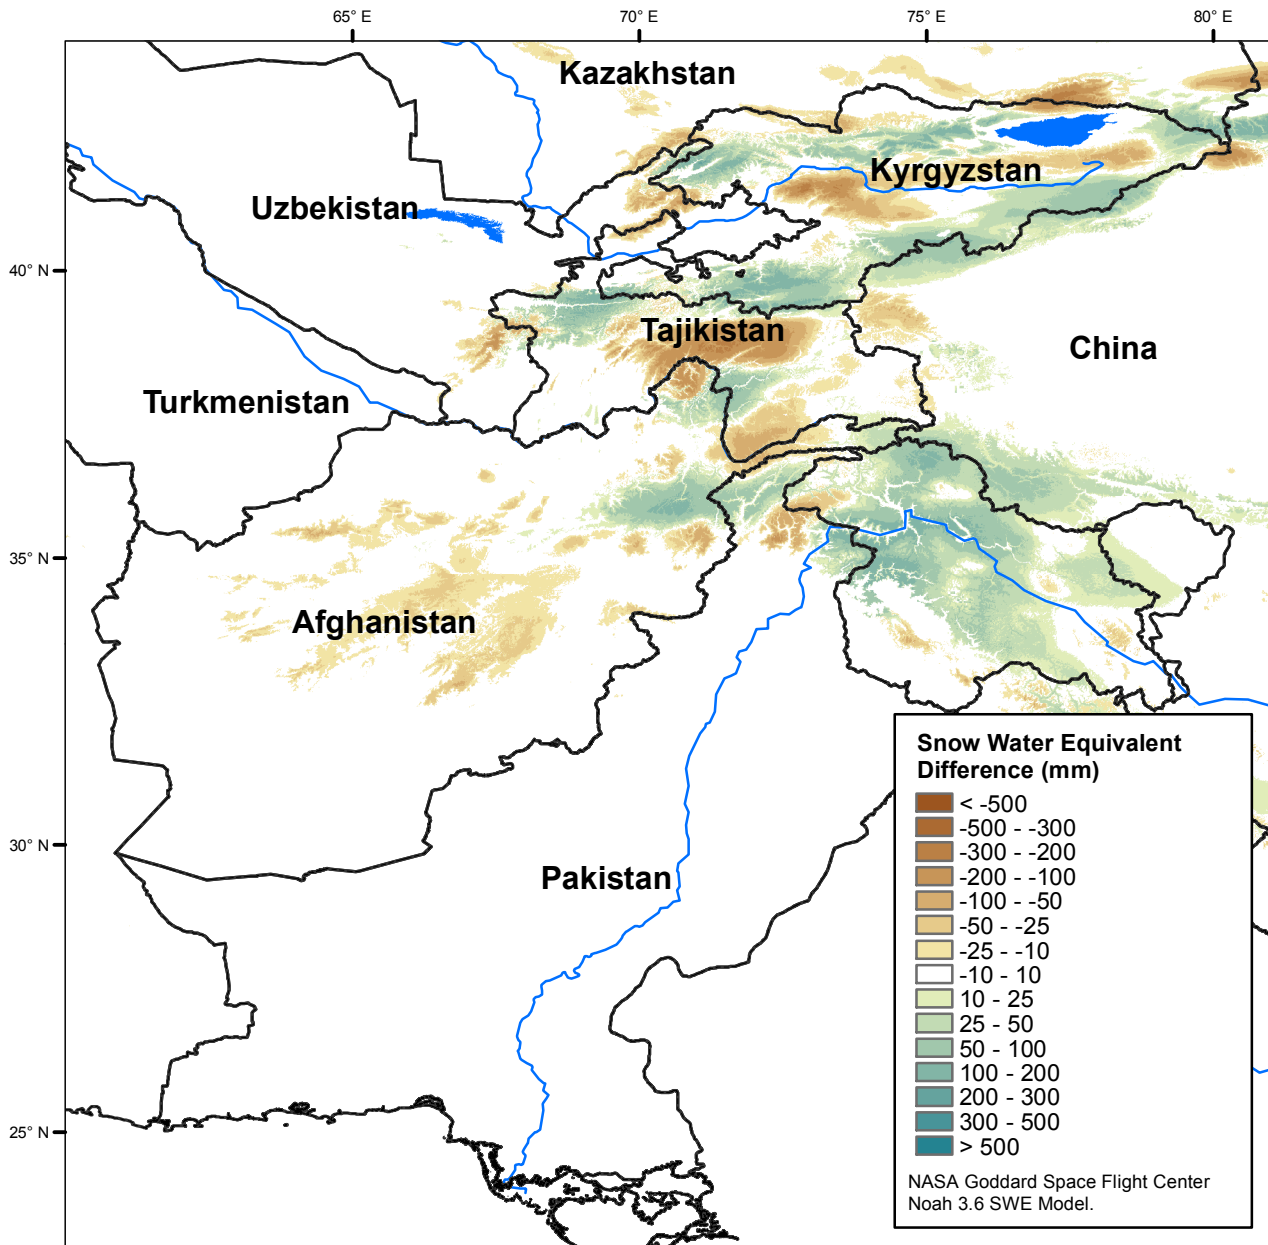 65° E
70° E
75° E
80° E
Kazakhstan
Kyrgyzstan
Uzbekistan
40° N
Tajikistan
China
Turkmenistan
35° N
Afghanistan
Snow Water Equivalent
Difference (mm)
< -500
-500 - -300
30° N
-300 - -200
-200 - -100
Pakistan
-100 - -50
-50 - -25
-25 - -10
-10 - 10
10 - 25
25 - 50
50 - 100
100 - 200
200 - 300
300 - 500
25° N
> 500
NASA Goddard Space Flight Center
Noah 3.6 SWE Model.